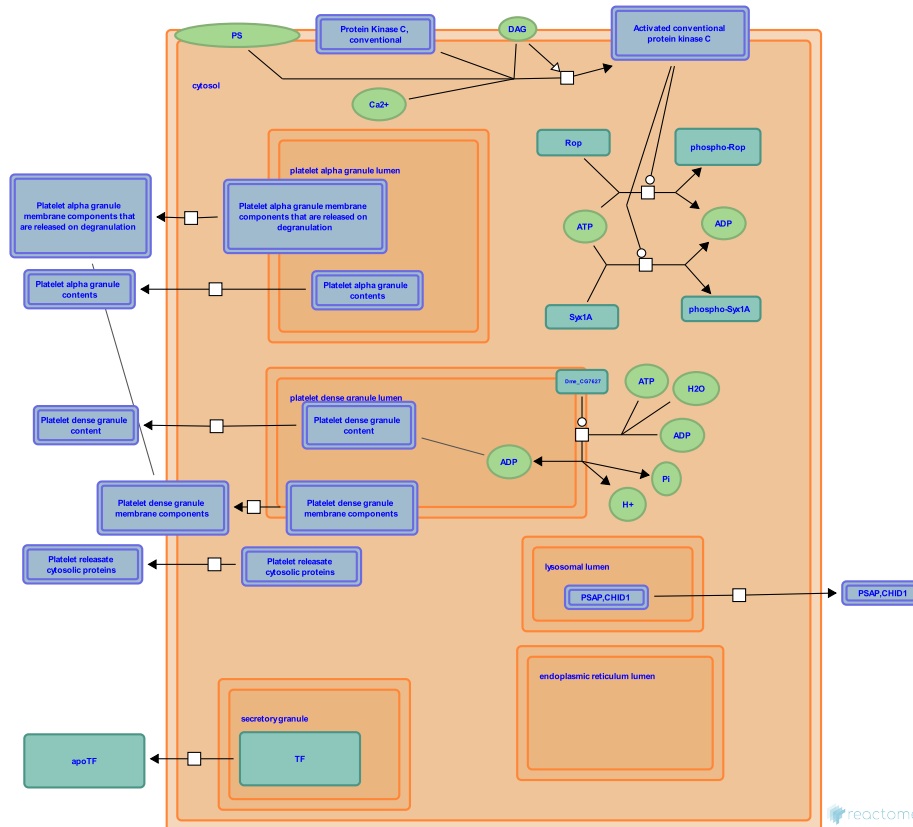 PS
Protein Kinase C,
conventional
DAG
Activated conventional
protein kinase C
cytosol
Ca2+
Rop
phospho-Rop
platelet alpha granule lumen
Platelet alpha granule
membrane components that
are released on degranulation
Platelet alpha granule membrane
components that are released on
degranulation
ATP
ADP
Platelet alpha granule
contents
Platelet alpha granule
contents
Syx1A
phospho-Syx1A
Dme_CG7627
ATP
H2O
platelet dense granule lumen
Platelet dense granule
content
Platelet dense granule
content
ADP
ADP
Pi
H+
Platelet dense granule
membrane components
Platelet dense granule
membrane components
Platelet releasate
cytosolic proteins
Platelet releasate
cytosolic proteins
lysosomal lumen
PSAP,CHID1
PSAP,CHID1
endoplasmic reticulum lumen
secretory granule
apoTF
TF
reactome